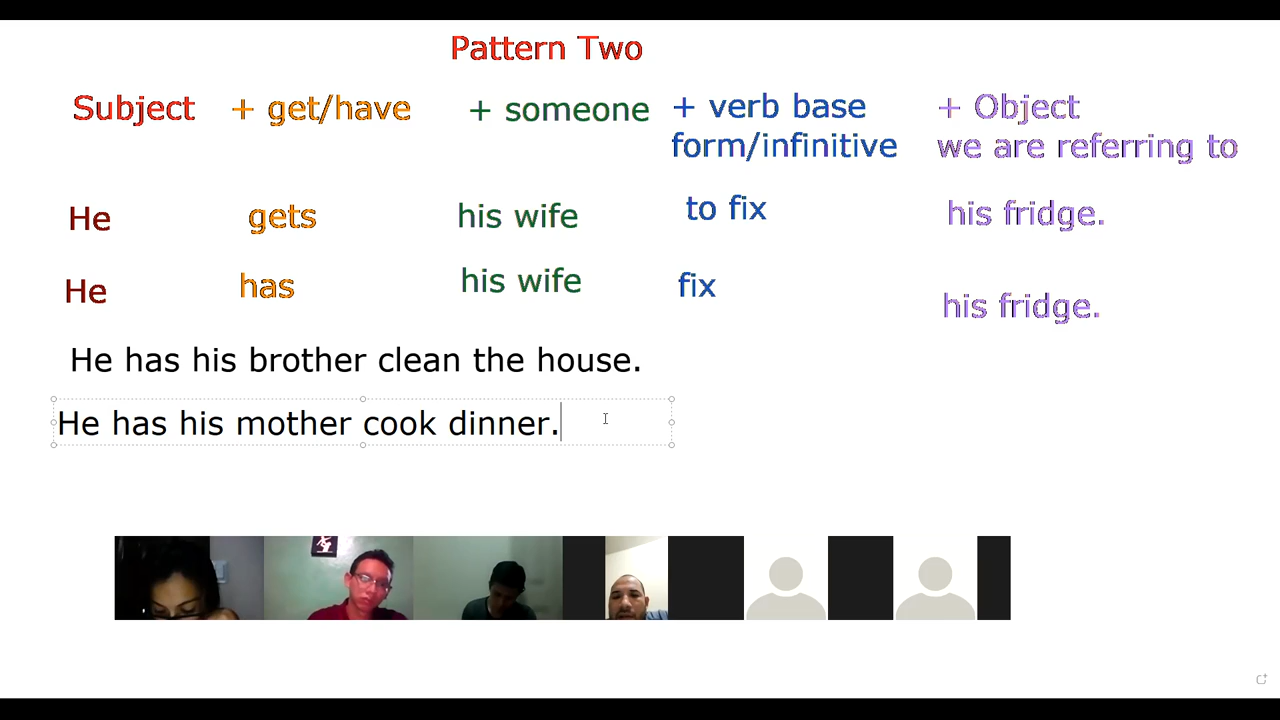 Pattern Two
Subject + get/have + someone + verb base form/infinitive + Object we are referring to
He gets his wife to fix his fridge.
He has his wife fix his fridge.
He has his brother clean the house.
He has his mother cook dinner.